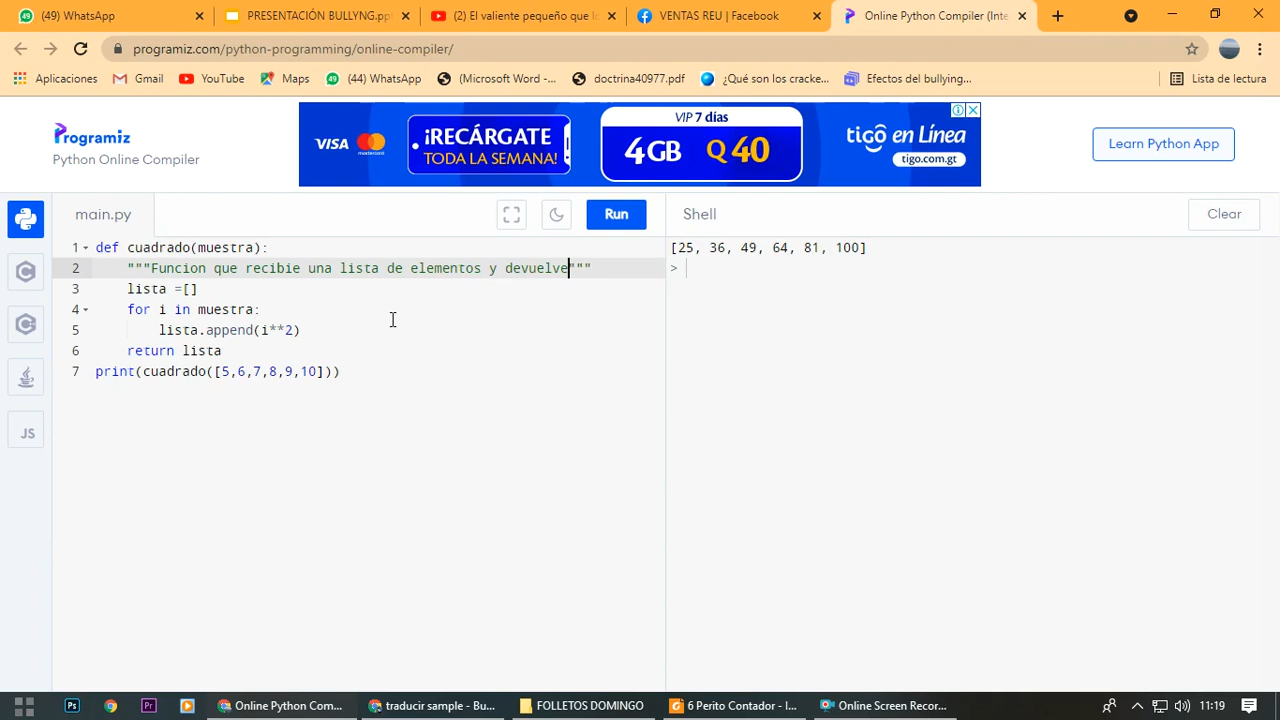 (49) WhatsApp
PRESENTACIÓN BULLYNG.pp
(2) El valiente pequeño que l
VENTAS REU | Facebook
Online Python Compiler (Inte
programiz.com/python-programming/online-compiler/
Aplicaciones
Gmail
YouTube
Maps
(44) WhatsApp
(Microsoft Word -...
doctrina40977.pdf
¿Qué son los cracke...
Efectos del bullying...
Lista de lectura
Programiz
Python Online Compiler
VISA
mastercard
¡RECÁRGATE
TODA LA SEMANA!
VIP 7 días
4GB Q 40
tigo en Línea
tigo.com.gt
Learn Python App
main.py
Run
Shell
Clear
1 def cuadrado(muestra):
2 """Funcion que recibie una lista de elementos y devuelve"""
3 lista =[]
4 for i in muestra:
5 lista.append(i**2)
6 return lista
7 print(cuadrado([5,6,7,8,9,10]))
[25, 36, 49, 64, 81, 100]
>
JS
Online Python Com...
traducir sample - Bu...
FOLLETOS DOMINGO
6 Perito Contador - I...
Online Screen Recor...
11:19